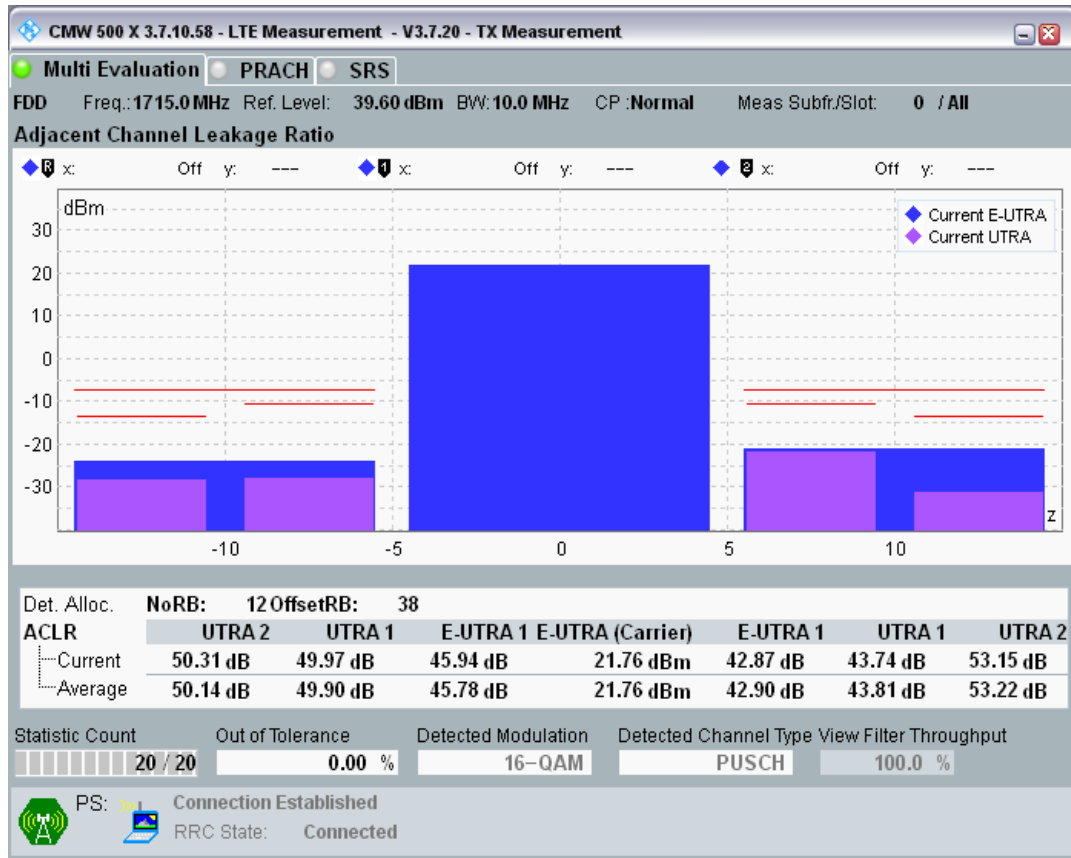 CMW 500 X 3.7.10.58 - LTE Measurement - V3.7.20 - TX Measurement
Multi Evaluation PRACH SRS
FDD Freq.: 1715.0 MHz Ref. Level: 39.60 dBm BW: 10.0 MHz CP : Normal Meas Subfr./Slot: 0 / All
Adjacent Channel Leakage Ratio
R x: Off y: --- 1 x: Off y: --- 2 x: Off y: ---
dBm
Current E-UTRA
Current UTRA
30
20
10
0
-10
-20
-30
z
-10 -5 0 5 10
Det. Alloc. NoRB: 12 OffsetRB: 38
ACLR UTRA 2 UTRA 1 E-UTRA 1 E-UTRA (Carrier) E-UTRA 1 UTRA 1 UTRA 2
Current 50.31 dB 49.97 dB 45.94 dB 21.76 dBm 42.87 dB 43.74 dB 53.15 dB
Average 50.14 dB 49.90 dB 45.78 dB 21.76 dBm 42.90 dB 43.81 dB 53.22 dB
Statistic Count Out of Tolerance Detected Modulation Detected Channel Type View Filter Throughput
20 / 20 0.00 % 16-QAM PUSCH 100.0 %
PS: Connection Established
RRC State: Connected